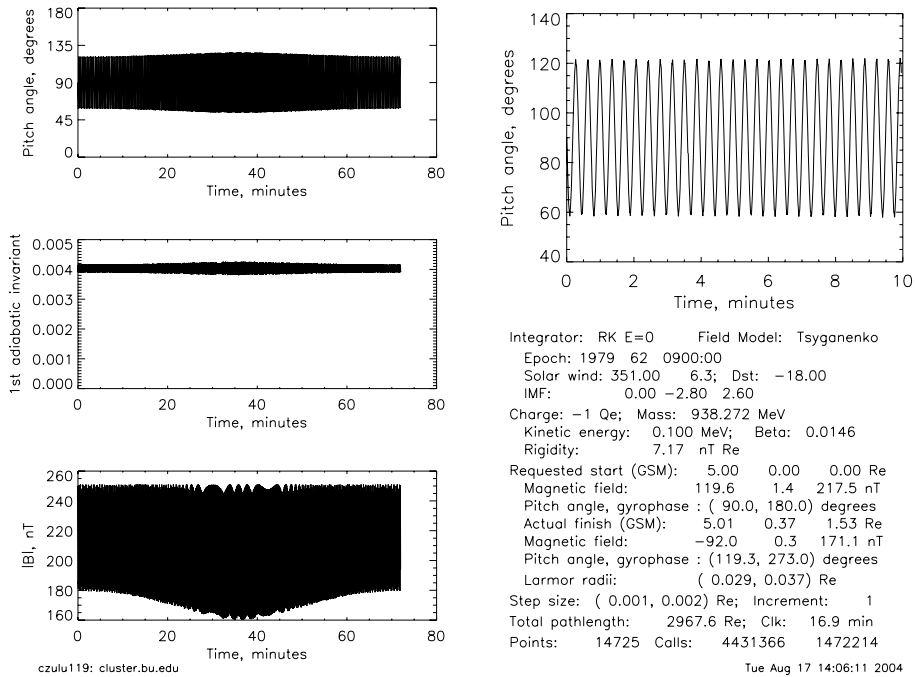 Pitch angle, degrees
180
135
90
45
0
0 20 40 60 80
Time, minutes
1st adiabatic invariant
0.005
0.004
0.003
0.002
0.001
0.000
0 20 40 60 80
Time, minutes
|B|, nT
260
240
220
200
180
160
0 20 40 60 80
Time, minutes
czulu119: cluster.bu.edu
Pitch angle, degrees
140
120
100
80
60
40
0 2 4 6 8 10
Time, minutes
Integrator: RK E=0 Field Model: Tsyganenko
Epoch: 1979 62 0900:00
Solar wind: 351.00 6.3; Dst: −18.00
IMF: 0.00 −2.80 2.60
Charge: −1 Qe; Mass: 938.272 MeV
Kinetic energy: 0.100 MeV; Beta: 0.0146
Rigidity: 7.17 nT Re
Requested start (GSM): 5.00 0.00 0.00 Re
Magnetic field: 119.6 1.4 217.5 nT
Pitch angle, gyrophase : ( 90.0, 180.0) degrees
Actual finish (GSM): 5.01 0.37 1.53 Re
Magnetic field: −92.0 0.3 171.1 nT
Pitch angle, gyrophase : (119.3, 273.0) degrees
Larmor radii: ( 0.029, 0.037) Re
Step size: ( 0.001, 0.002) Re; Increment: 1
Total pathlength: 2967.6 Re; Clk: 16.9 min
Points: 14725 Calls: 4431366 1472214
Tue Aug 17 14:06:11 2004